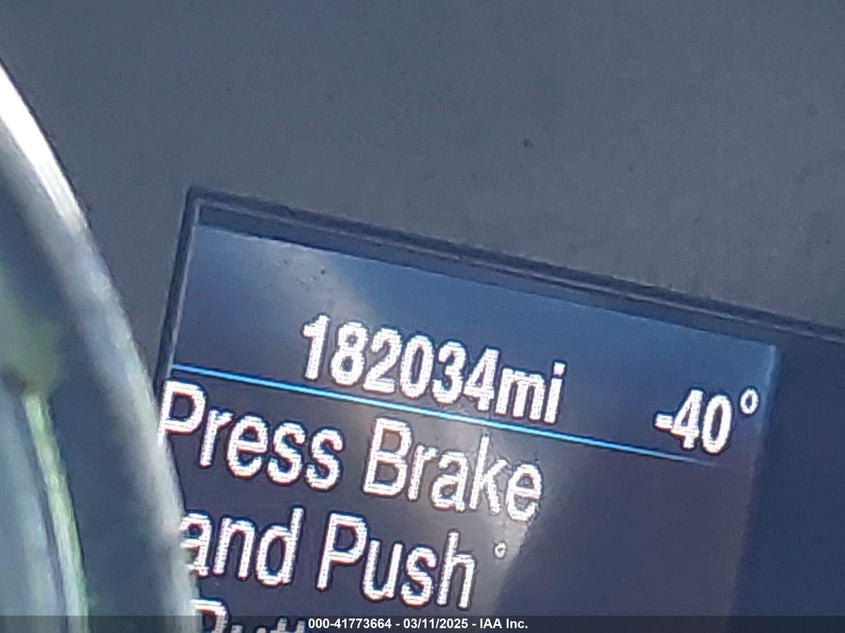 182034mi -40°
Press Brake
and Push
000-41773664 - 03/11/2025 - IAA Inc.